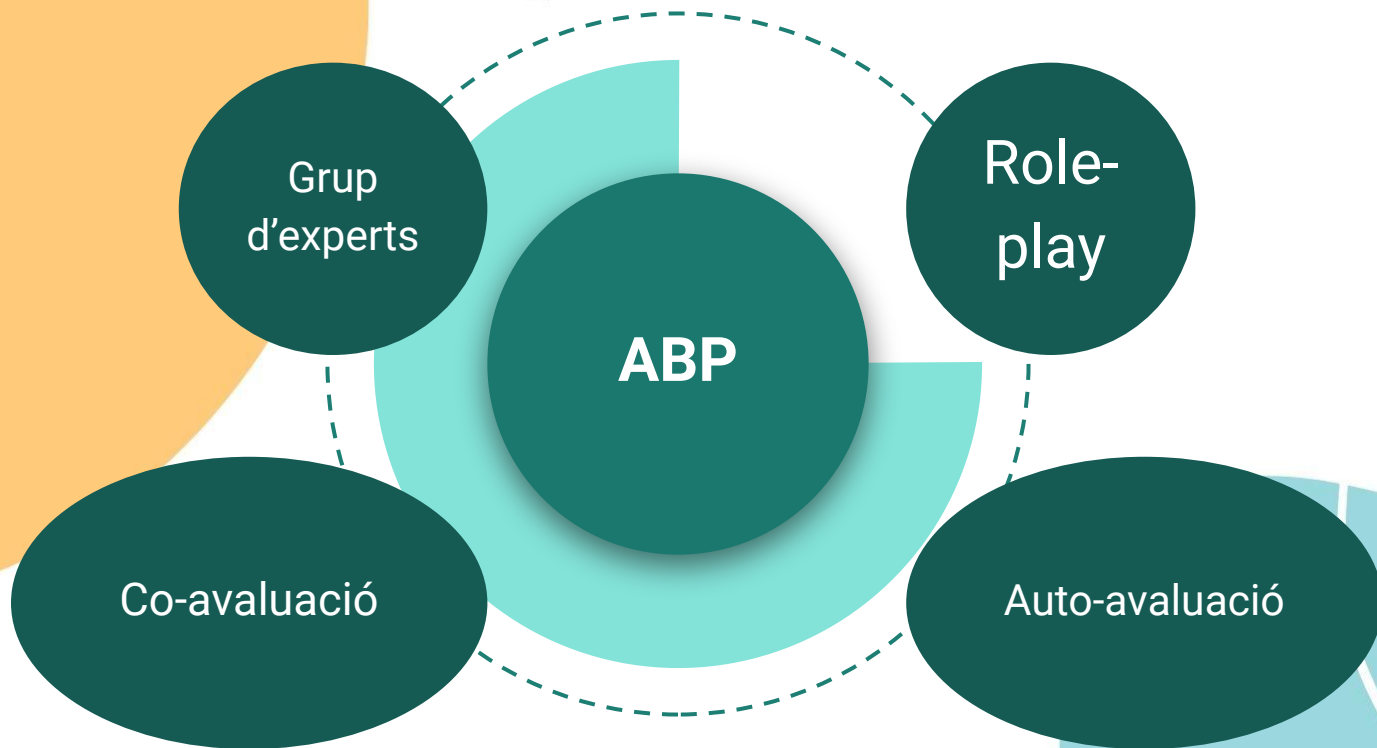 Grup
d’experts
Role-
play
ABP
Co-avaluació
Auto-avaluació